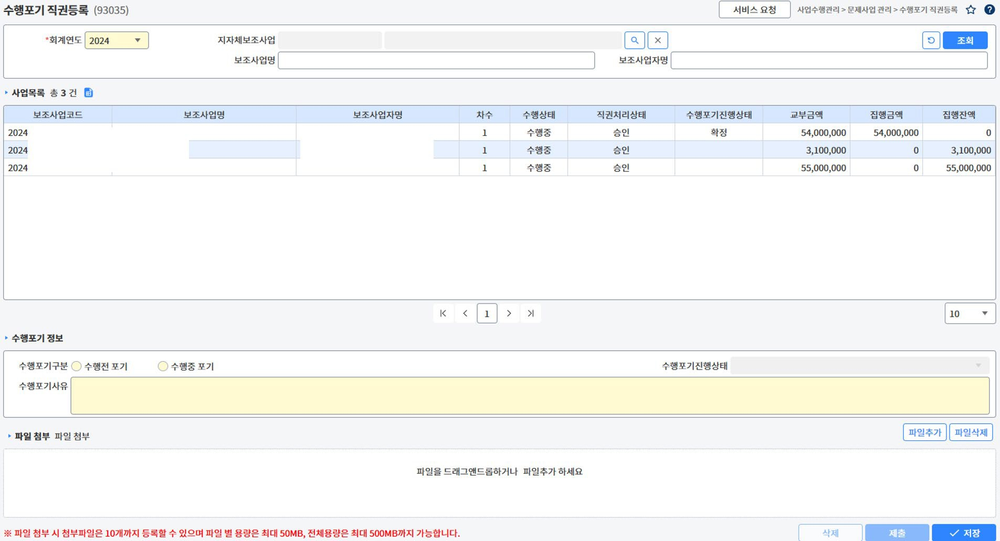 수행포기 직권등록 (93035) 서비스 요청 사업수행관리 > 문제사업 관리 > 수행포기 직권등록
*회계연도 2024 지자체보조사업 조회
보조사업명 보조사업자명
사업목록 총 3 건
보조사업코드 보조사업명 보조사업자명 차수 수행상태 직권처리상태 수행포기진행상태 교부금액 집행금액 집행잔액
2024 1 수행중 승인 확정 54,000,000 54,000,000 0
2024 1 수행중 승인 3,100,000 0 3,100,000
2024 1 수행중 승인 55,000,000 0 55,000,000
1 10
수행포기 정보
수행포기구분 수행전 포기 수행중 포기 수행포기진행상태
수행포기사유
파일 첨부 파일 첨부 파일추가 파일삭제
파일을 드래그앤드롭하거나 파일추가 하세요
※ 파일 첨부 시 첨부파일은 10개까지 등록할 수 있으며 파일 별 용량은 최대 50MB, 전체용량은 최대 500MB까지 가능합니다. 삭제 제출 저장